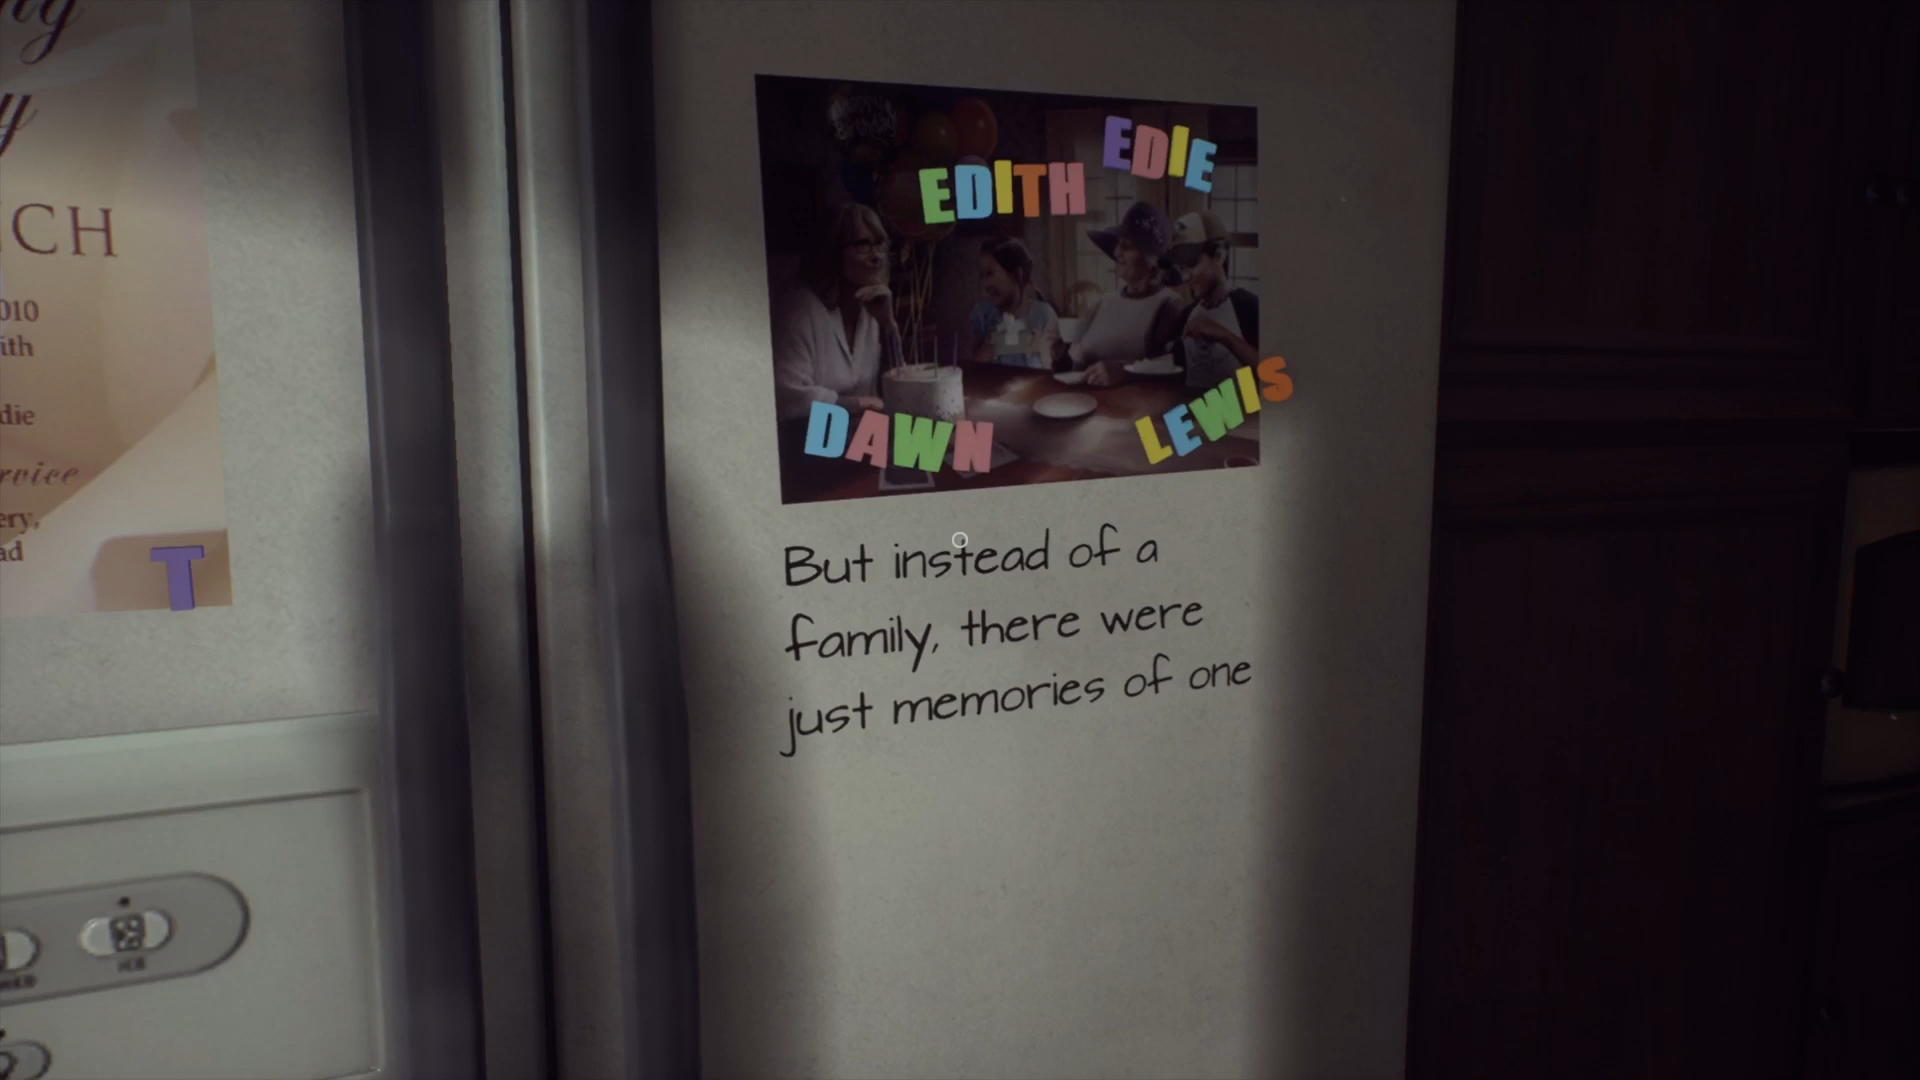 ng
y
CH
010
ith
die
rvice
ery,
ad
T
EDITH
EDIE
DAWN
LEWIS
But instead of a
family, there were
just memories of one